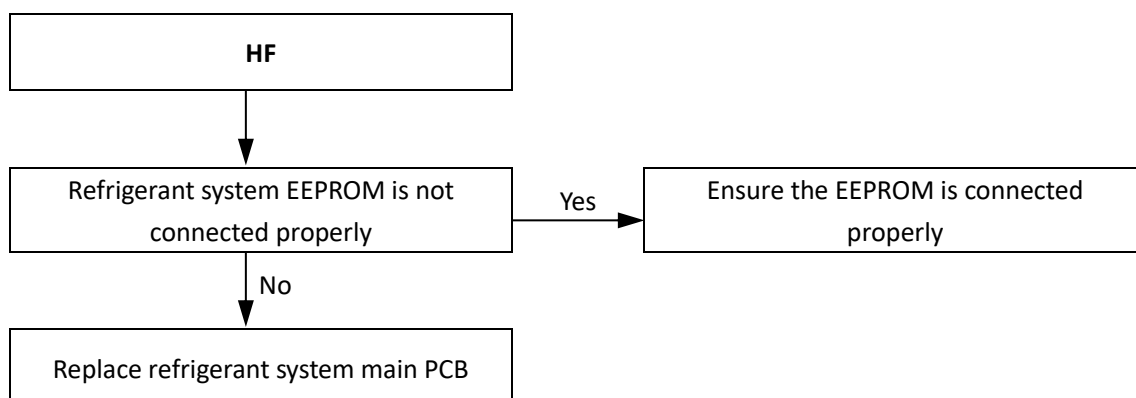 HF
Refrigerant system EEPROM is not
connected properly
Yes
Ensure the EEPROM is connected
properly
No
Replace refrigerant system main PCB